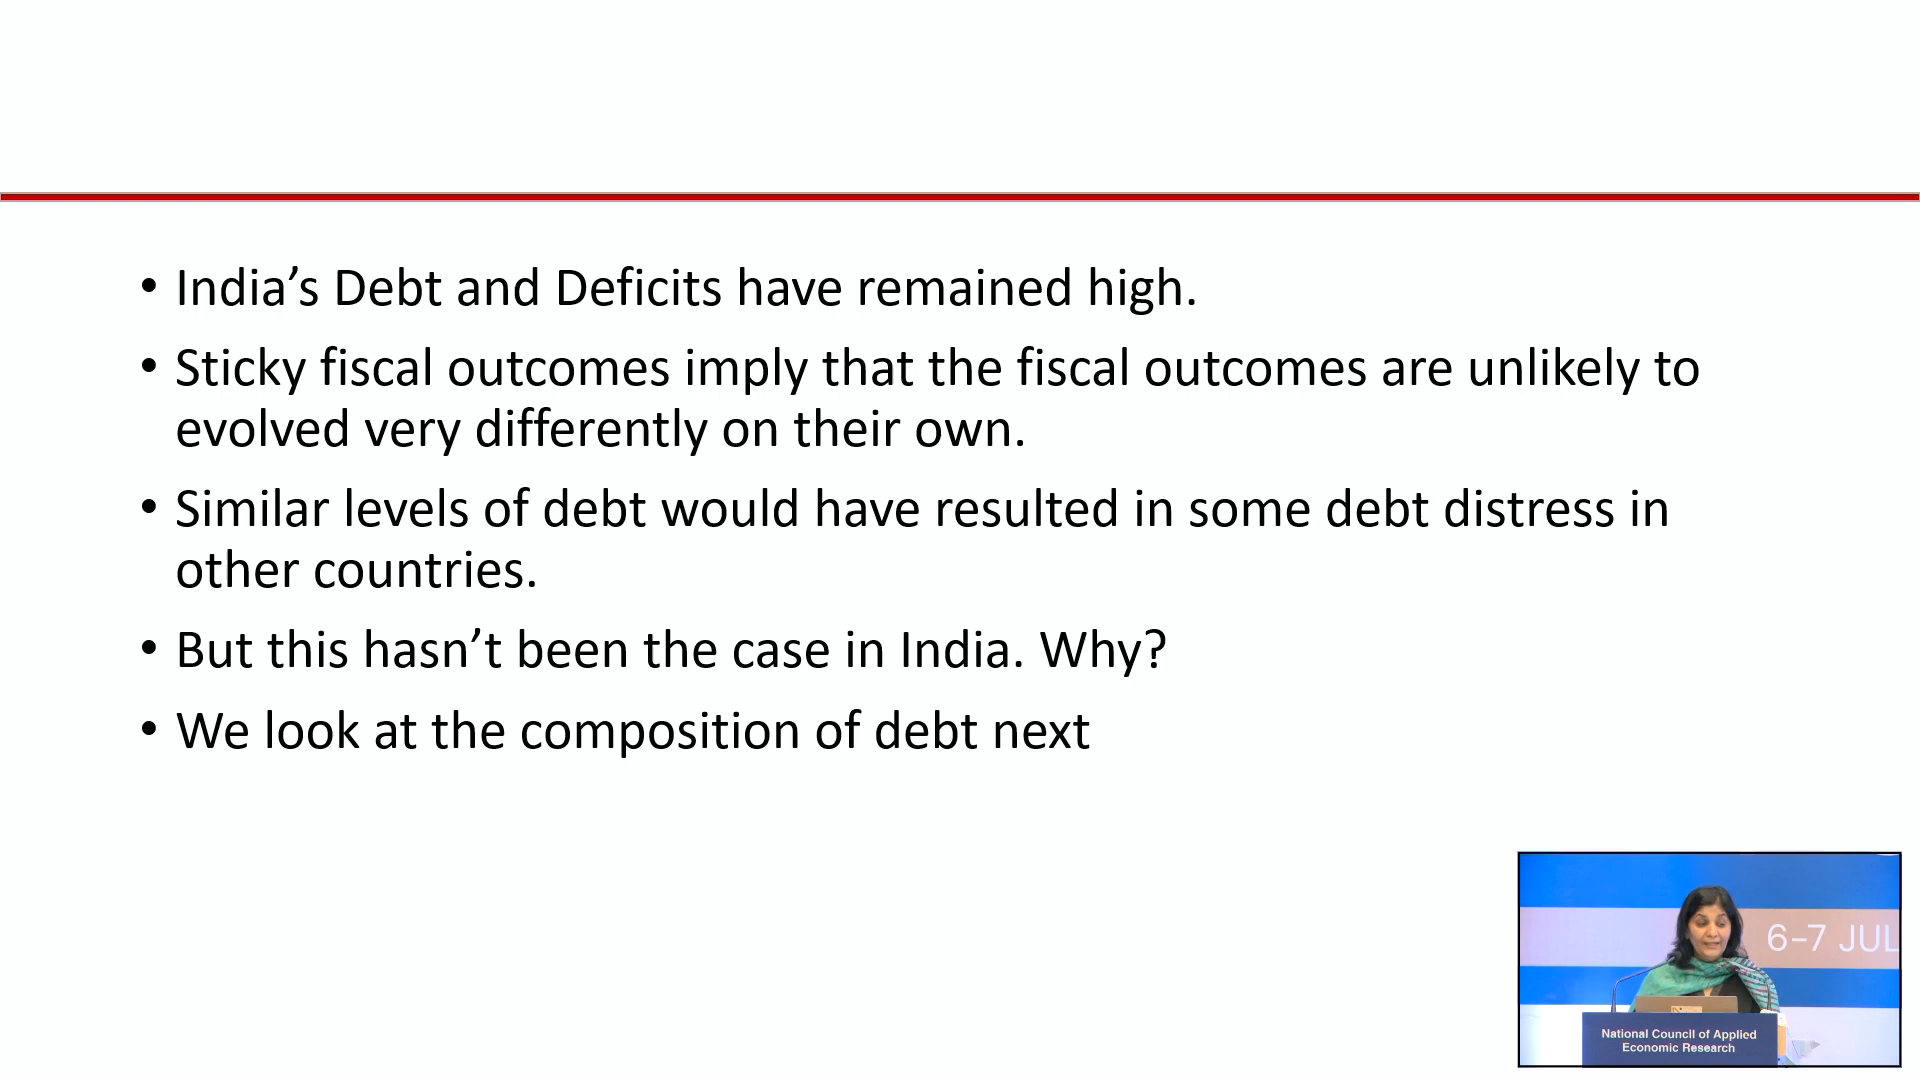 • India’s Debt and Deficits have remained high.
• Sticky fiscal outcomes imply that the fiscal outcomes are unlikely to
evolved very differently on their own.
• Similar levels of debt would have resulted in some debt distress in
other countries.
• But this hasn’t been the case in India. Why?
• We look at the composition of debt next
6–7 JUL
National Council of Applied
Economic Research